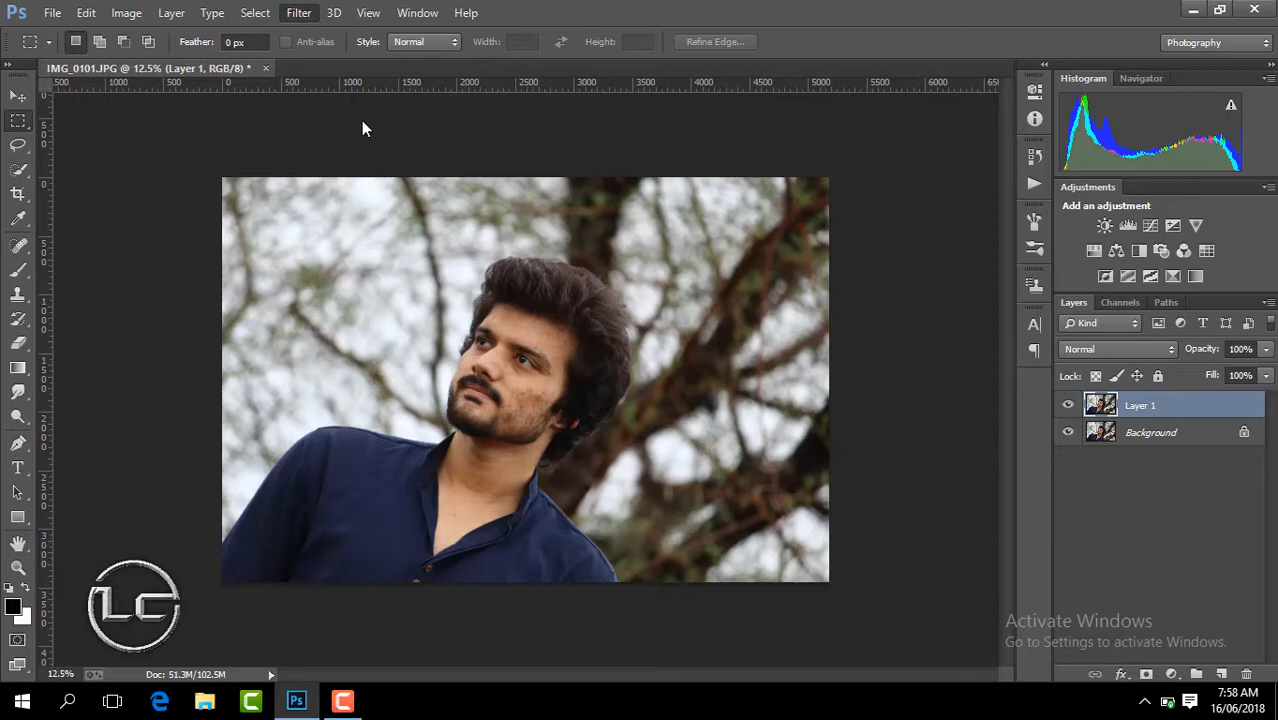 Ps File Edit Image Layer Type Select Filter 3D View Window Help
Feather: 0 px Anti-alias Style: Normal Width: Height: Refine Edge... Photography
IMG_0101.JPG @ 12.5% (Layer 1, RGB/8) * ×
500 0 500 1000 1500 2000 2500 3000 3500 4000 4500 5000 5500 6000
Histogram Navigator
Adjustments
Add an adjustment
Layers Channels Paths
Kind
Normal Opacity: 100%
Lock: Fill: 100%
Layer 1
Background
LC
Activate Windows
Go to Settings to activate Windows.
12.5% Doc: 51.3M/102.5M
7:58 AM
16/06/2018